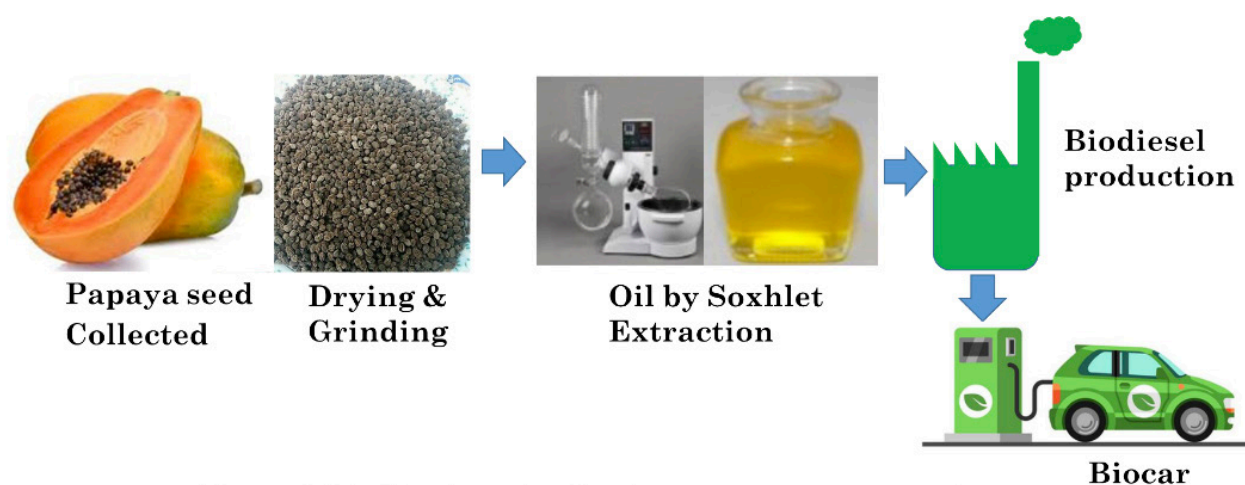 Papaya seed
Collected
Drying &
Grinding
Oil by Soxhlet
Extraction
Biodiesel
production
Biocar